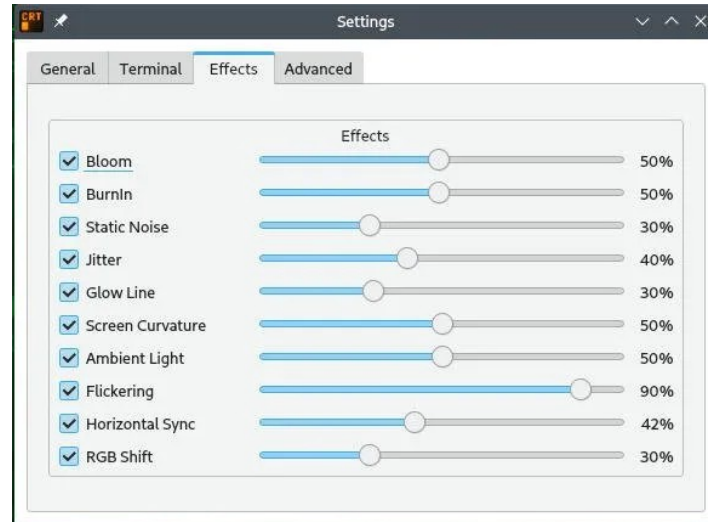 CRT
Settings
General Terminal Effects Advanced
Effects
Bloom 50%
BurnIn 50%
Static Noise 30%
Jitter 40%
Glow Line 30%
Screen Curvature 50%
Ambient Light 50%
Flickering 90%
Horizontal Sync 42%
RGB Shift 30%